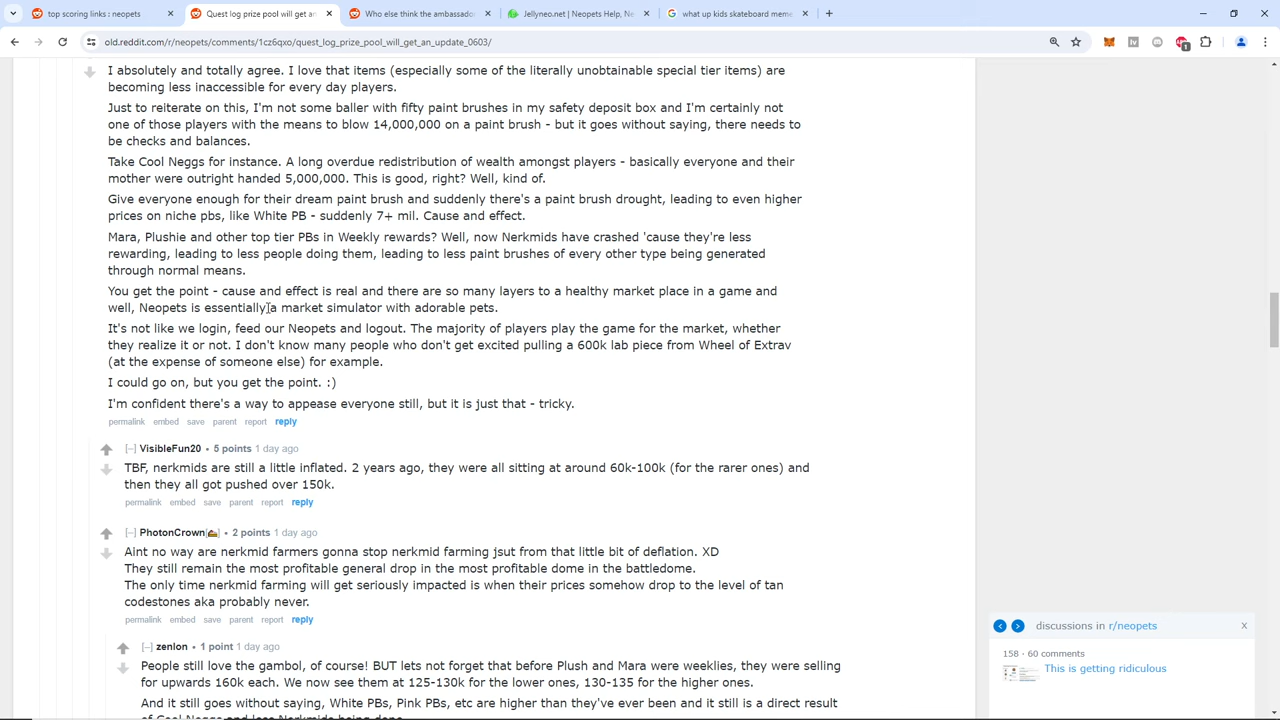 top scoring links : neopets
Quest log prize pool will get an
Who else think the ambassador
Jellyneo.net | Neopets Help, Ne
what up kids skateboard meme
old.reddit.com/r/neopets/comments/1cz6qxo/quest_log_prize_pool_will_get_an_update_0603/
I absolutely and totally agree. I love that items (especially some of the literally unobtainable special tier items) are
becoming less inaccessible for every day players.
Just to reiterate on this, I'm not some baller with fifty paint brushes in my safety deposit box and I'm certainly not
one of those players with the means to blow 14,000,000 on a paint brush - but it goes without saying, there needs to
be checks and balances.
Take Cool Neggs for instance. A long overdue redistribution of wealth amongst players - basically everyone and their
mother were outright handed 5,000,000. This is good, right? Well, kind of.
Give everyone enough for their dream paint brush and suddenly there's a paint brush drought, leading to even higher
prices on niche pbs, like White PB - suddenly 7+ mil. Cause and effect.
Mara, Plushie and other top tier PBs in Weekly rewards? Well, now Nerkmids have crashed 'cause they're less
rewarding, leading to less people doing them, leading to less paint brushes of every other type being generated
through normal means.
You get the point - cause and effect is real and there are so many layers to a healthy market place in a game and
well, Neopets is essentially a market simulator with adorable pets.
It's not like we login, feed our Neopets and logout. The majority of players play the game for the market, whether
they realize it or not. I don't know many people who don't get excited pulling a 600k lab piece from Wheel of Extrav
(at the expense of someone else) for example.
I could go on, but you get the point. :)
I'm confident there's a way to appease everyone still, but it is just that - tricky.
permalink embed save parent report reply
[–] VisibleFun20 • 5 points 1 day ago
TBF, nerkmids are still a little inflated. 2 years ago, they were all sitting at around 60k-100k (for the rarer ones) and
then they all got pushed over 150k.
permalink embed save parent report reply
[–] PhotonCrown[] • 2 points 1 day ago
Aint no way are nerkmid farmers gonna stop nerkmid farming jsut from that little bit of deflation. XD
They still remain the most profitable general drop in the most profitable dome in the battledome.
The only time nerkmid farming will get seriously impacted is when their prices somehow drop to the level of tan
codestones aka probably never.
permalink embed save parent report reply
[–] zenlon • 1 point 1 day ago
People still love the gambol, of course! BUT lets not forget that before Plush and Mara were weeklies, they were selling
for upwards 160k each. We now see them at 125-130k for the lower ones, 130-135 for the higher ones.
And it still goes without saying, White PBs, Pink PBs, etc are higher than they've ever been and it still is a direct result
of Cool Neggs and less Nerkmids being done.
discussions in r/neopets X
158 · 60 comments
This is getting ridiculous